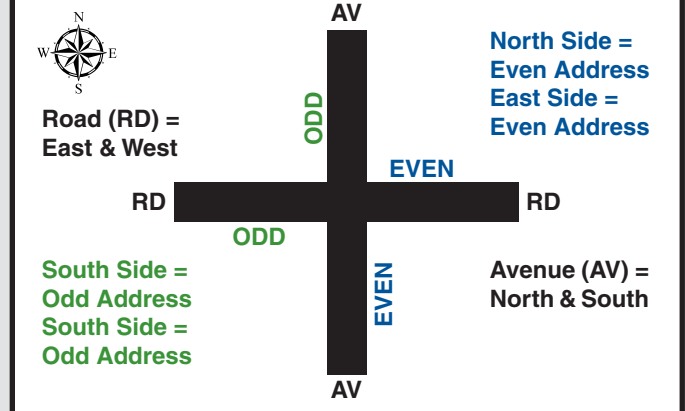 AV
N
W E
S
North Side =
Even Address
East Side =
Even Address
Road (RD) =
East & West
ODD
EVEN
RD
RD
ODD
South Side =
Odd Address
South Side =
Odd Address
EVEN
Avenue (AV) =
North & South
AV